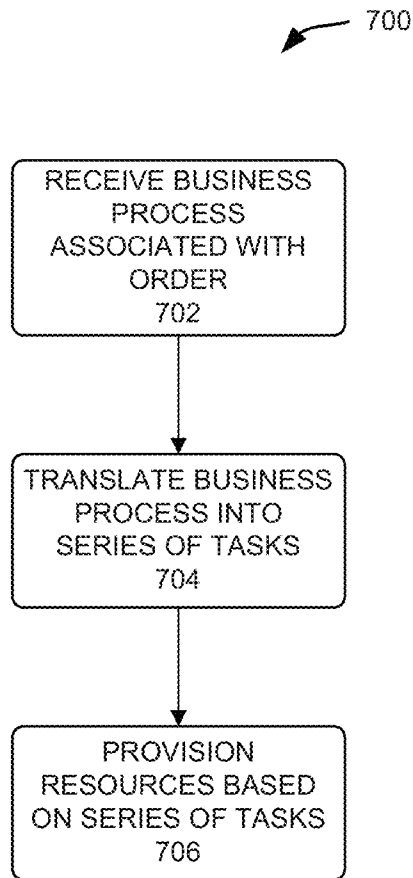 700
RECEIVE BUSINESS
PROCESS
ASSOCIATED WITH
ORDER
702
TRANSLATE BUSINESS
PROCESS INTO
SERIES OF TASKS
704
PROVISION
RESOURCES BASED
ON SERIES OF TASKS
706